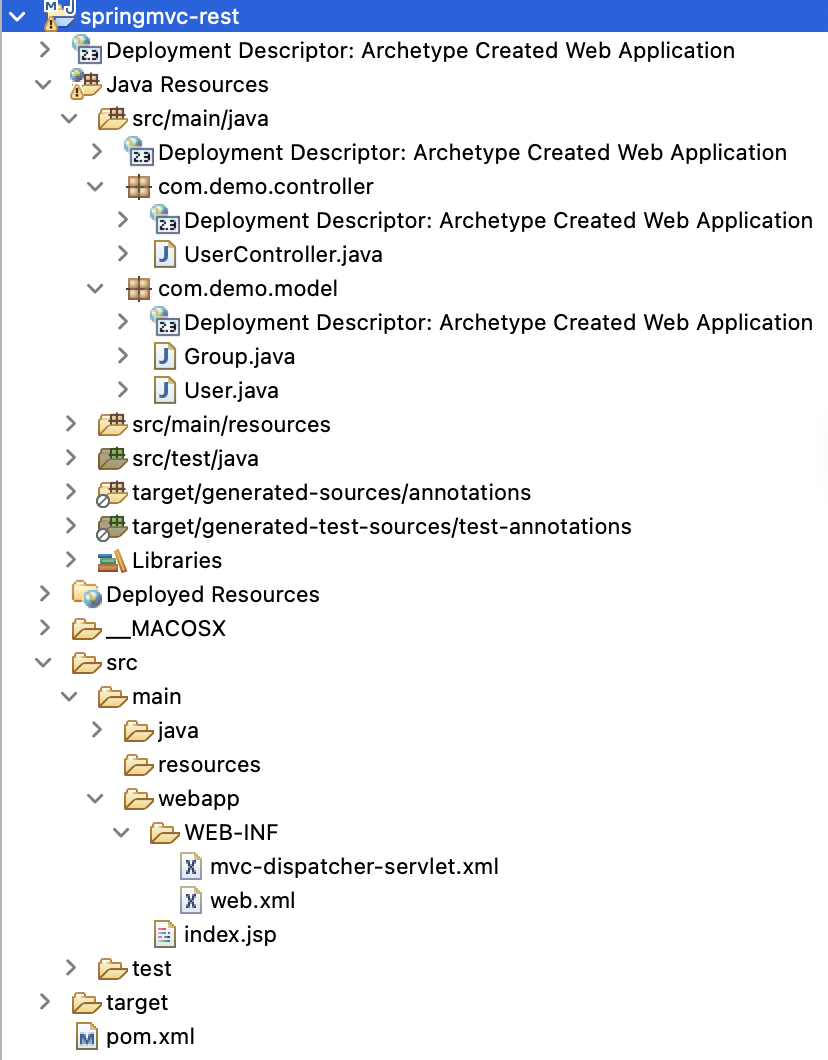 springmvc-rest
Deployment Descriptor: Archetype Created Web Application
Java Resources
src/main/java
Deployment Descriptor: Archetype Created Web Application
com.demo.controller
Deployment Descriptor: Archetype Created Web Application
UserController.java
com.demo.model
Deployment Descriptor: Archetype Created Web Application
Group.java
User.java
src/main/resources
src/test/java
target/generated-sources/annotations
target/generated-test-sources/test-annotations
Libraries
Deployed Resources
__MACOSX
src
main
java
resources
webapp
WEB-INF
mvc-dispatcher-servlet.xml
web.xml
index.jsp
test
target
pom.xml